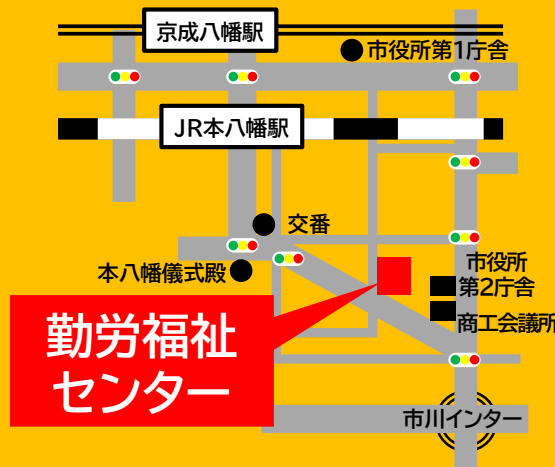 京成八幡駅
市役所第1庁舎
JR本八幡駅
交番
本八幡儀式殿
市役所
第2庁舎
商工会議所
勤労福祉
センター
市川インター